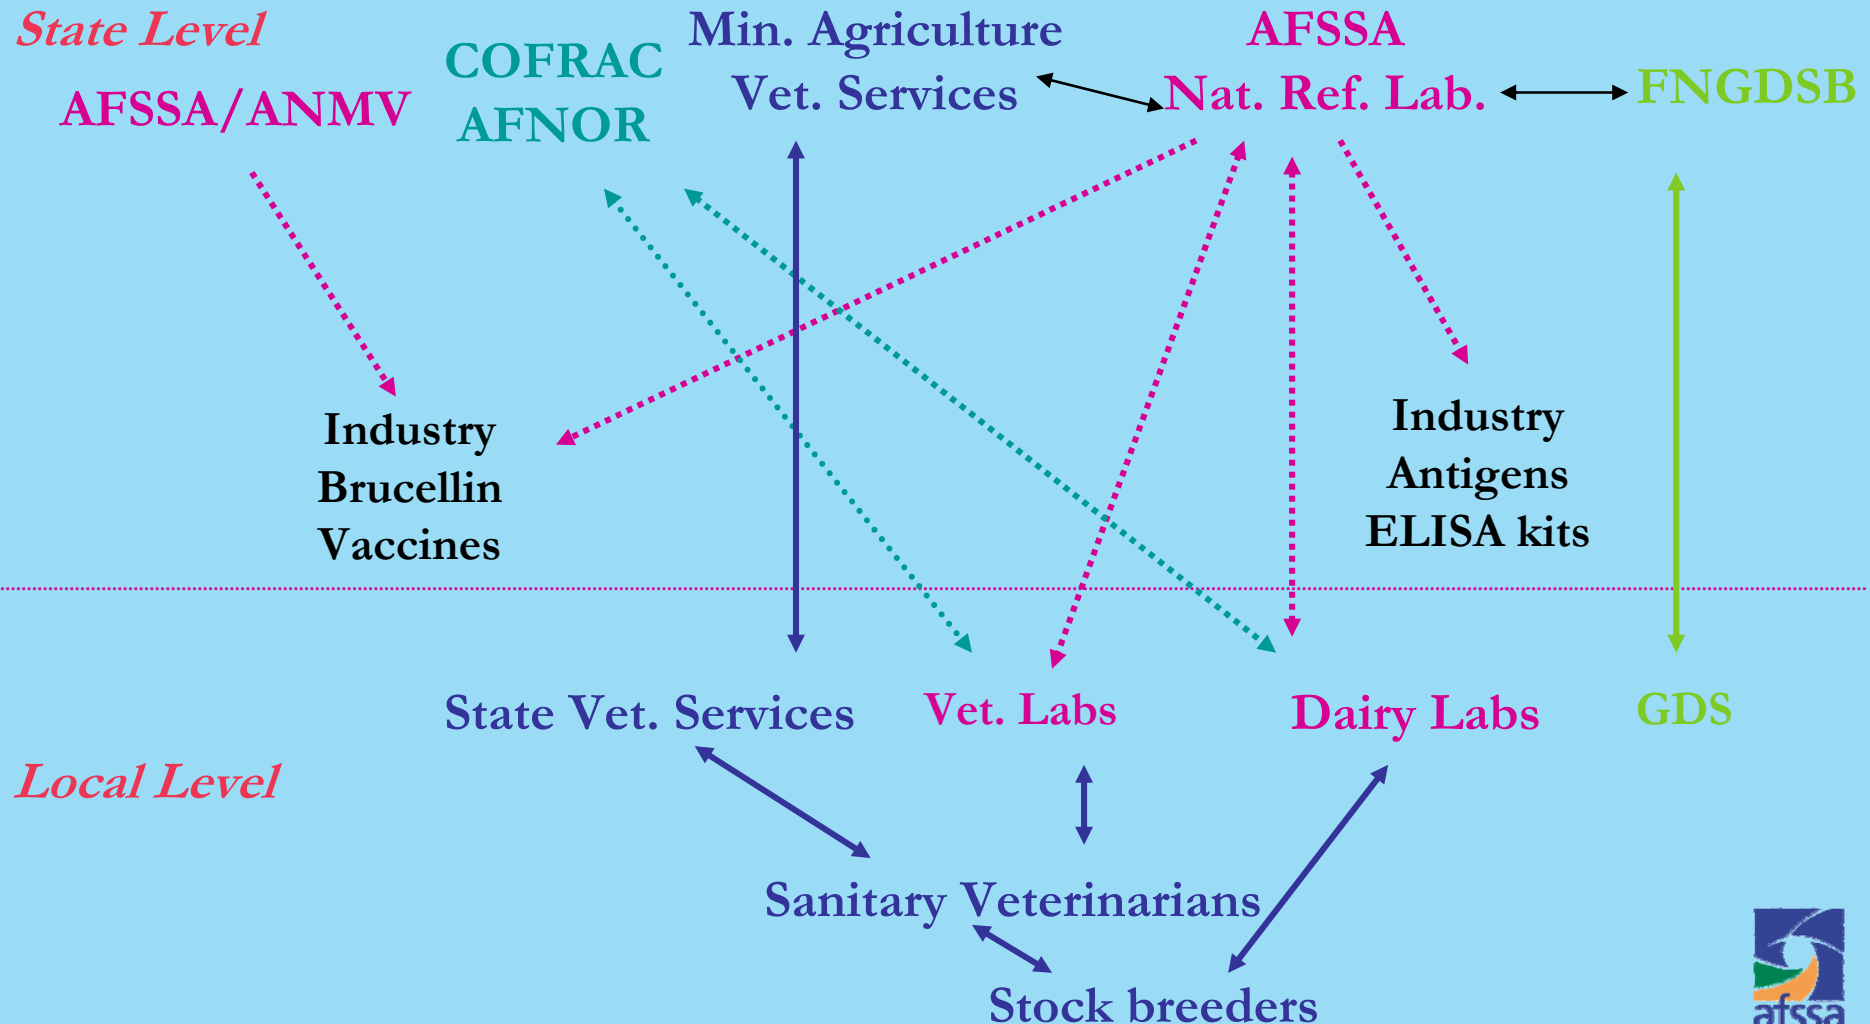 State Level
AFSSA/ANMV
COFRAC
AFNOR
Min. Agriculture
Vet. Services
AFSSA
Nat. Ref. Lab.
FNGDSB
Industry
Brucellin
Vaccines
Industry
Antigens
ELISA kits
State Vet. Services
Vet. Labs
Dairy Labs
GDS
Local Level
Sanitary Veterinarians
Stock breeders
afssa